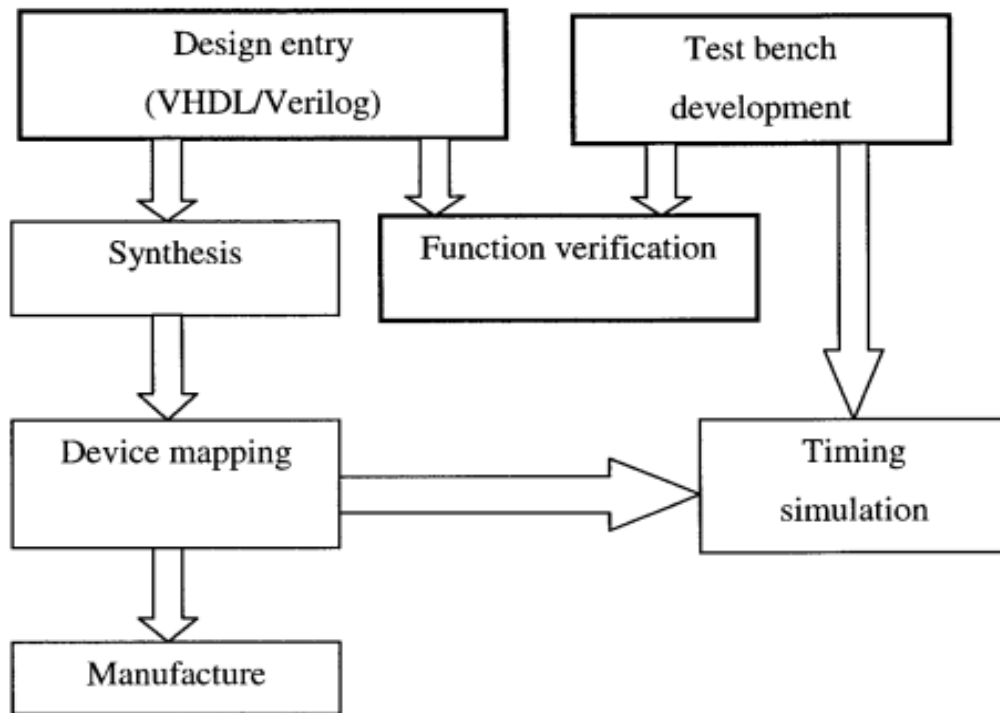 Design entry
(VHDL/Verilog)
Test bench
development
Synthesis
Function verification
Device mapping
Timing
simulation
Manufacture